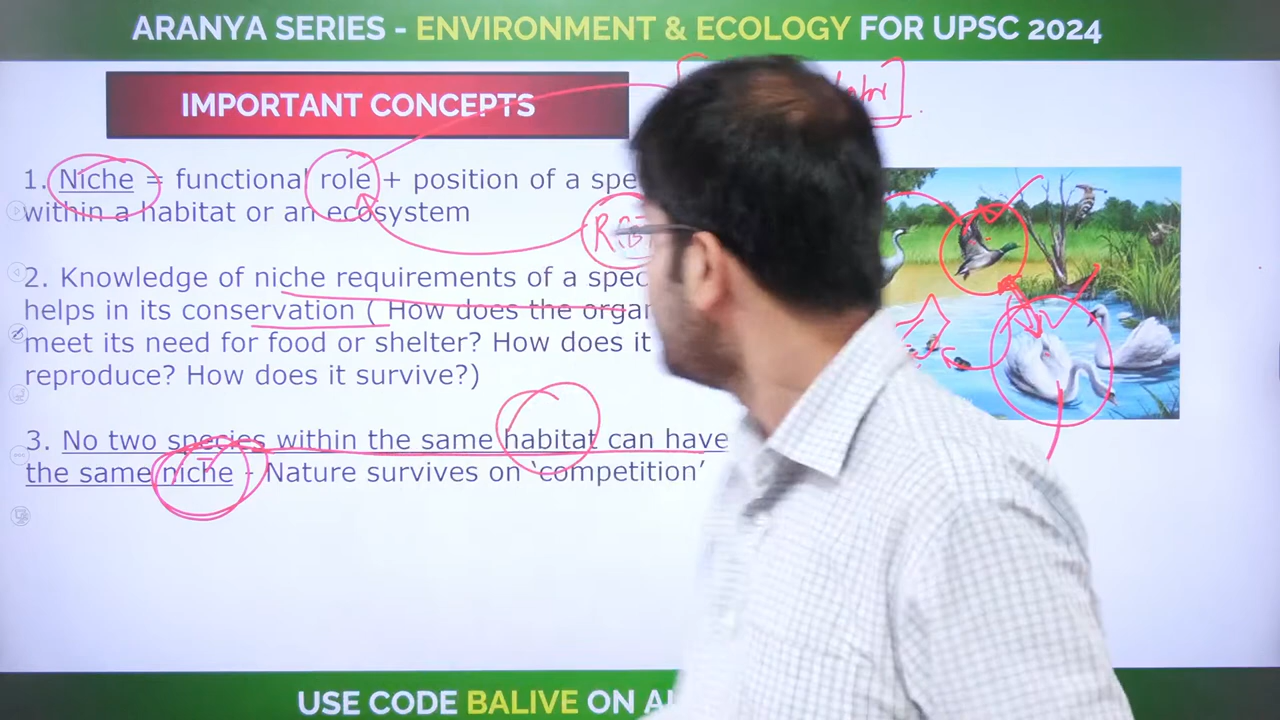 ARANYA SERIES - ENVIRONMENT & ECOLOGY FOR UPSC 2024
IMPORTANT CONCEPTS
1. Niche = functional role + position of a spe
within a habitat or an ecosystem
2. Knowledge of niche requirements of a spec
helps in its conservation ( How does the organ
meet its need for food or shelter? How does it
reproduce? How does it survive?)
3. No two species within the same habitat can have
the same niche - Nature survives on ‘competition’
USE CODE BALIVE ON